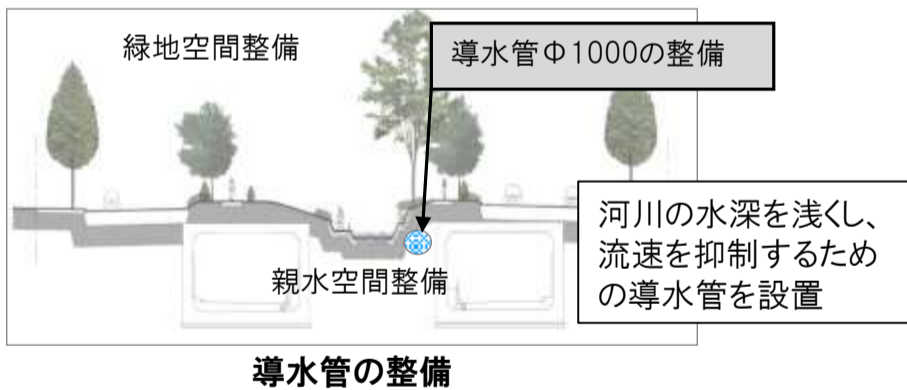 緑地空間整備
導水管Φ1000の整備
河川の水深を浅くし、
流速を抑制するため
の導水管を設置
親水空間整備
導水管の整備